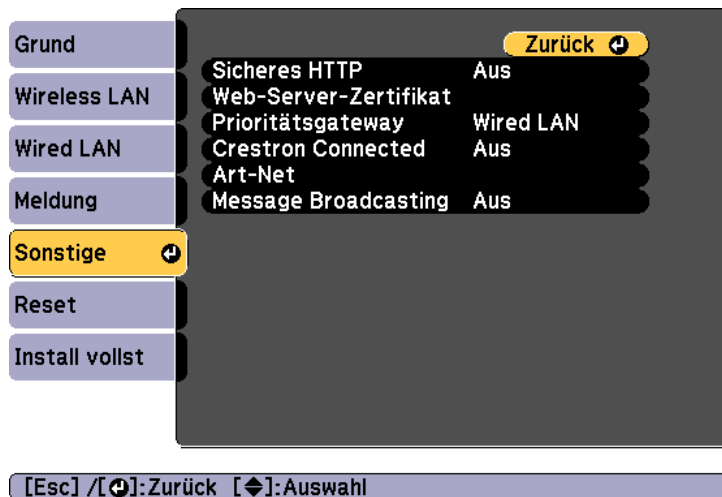 Grund
Wireless LAN
Wired LAN
Meldung
Sonstige
Reset
Install vollst
Zurück
Sicheres HTTP Aus
Web-Server-Zertifikat
Prioritätsgateway Wired LAN
Crestron Connected Aus
Art-Net
Message Broadcasting Aus
[Esc] /[⏎]:Zurück [◆]:Auswahl